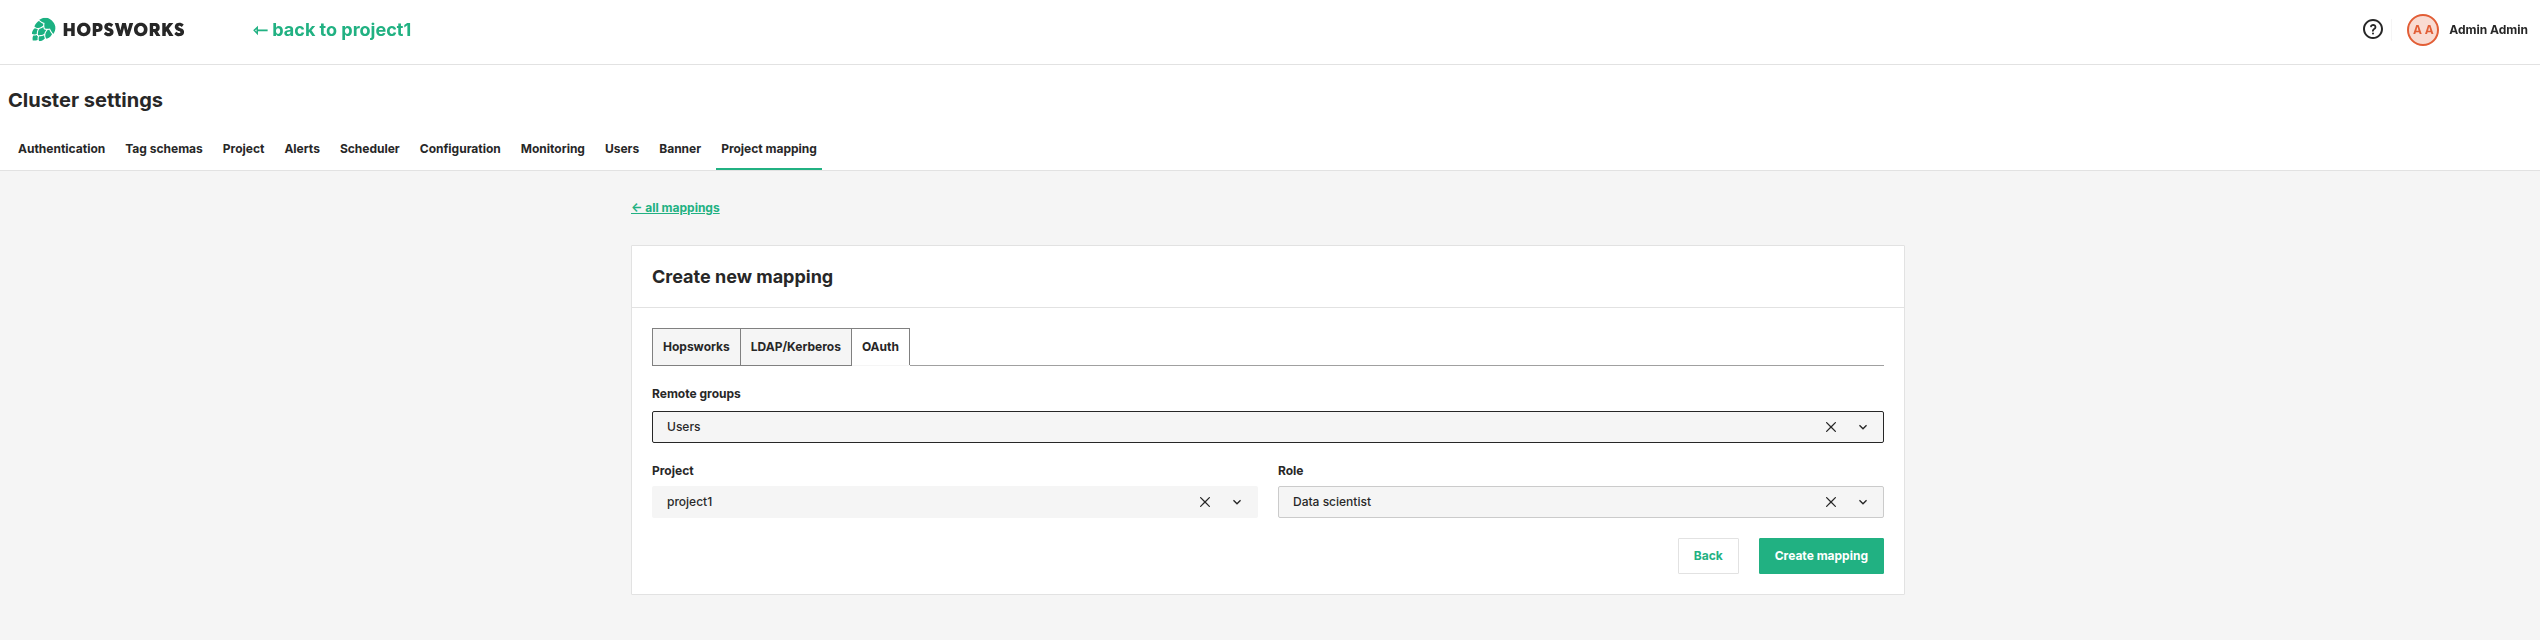 HOPSWORKS
← back to project1
? A A Admin Admin
Cluster settings
Authentication Tag schemas Project Alerts Scheduler Configuration Monitoring Users Banner Project mapping
← all mappings
Create new mapping
Hopsworks LDAP/Kerberos OAuth
Remote groups
Users
Project Role
project1 Data scientist
Back Create mapping